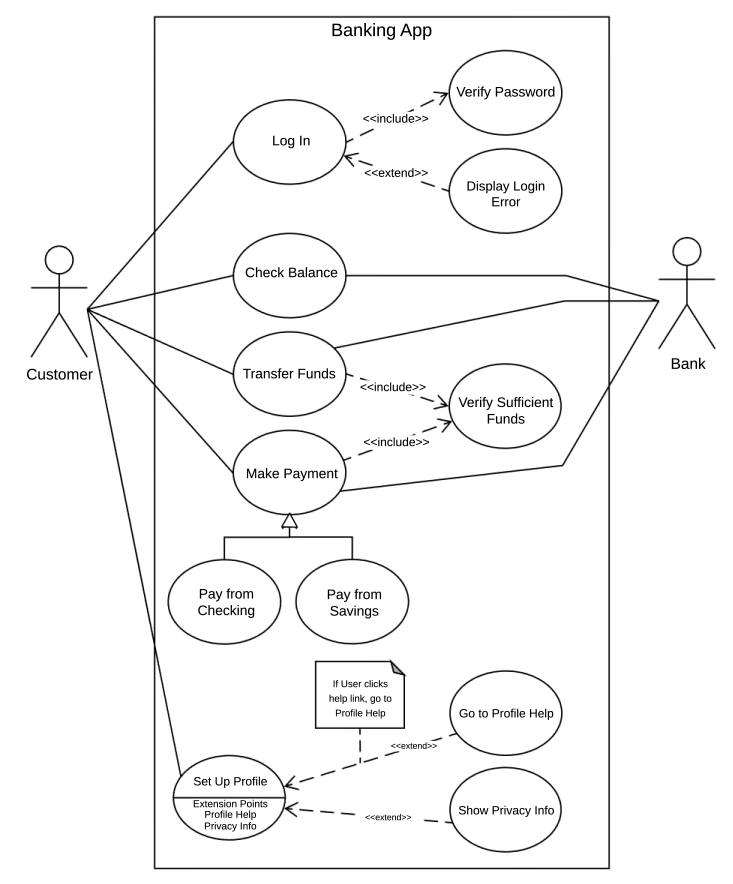 Banking App
Verify Password
<<include>>
Log In
<<extend>>
Display Login
Error
Check Balance
Customer
Bank
Transfer Funds
<<include>>
Verify Sufficient
Funds
<<include>>
Make Payment
Pay from
Checking
Pay from
Savings
If User clicks
help link, go to
Profile Help
Go to Profile Help
<<extend>>
Set Up Profile
Extension Points
Profile Help
Privacy Info
<<extend>>
Show Privacy Info